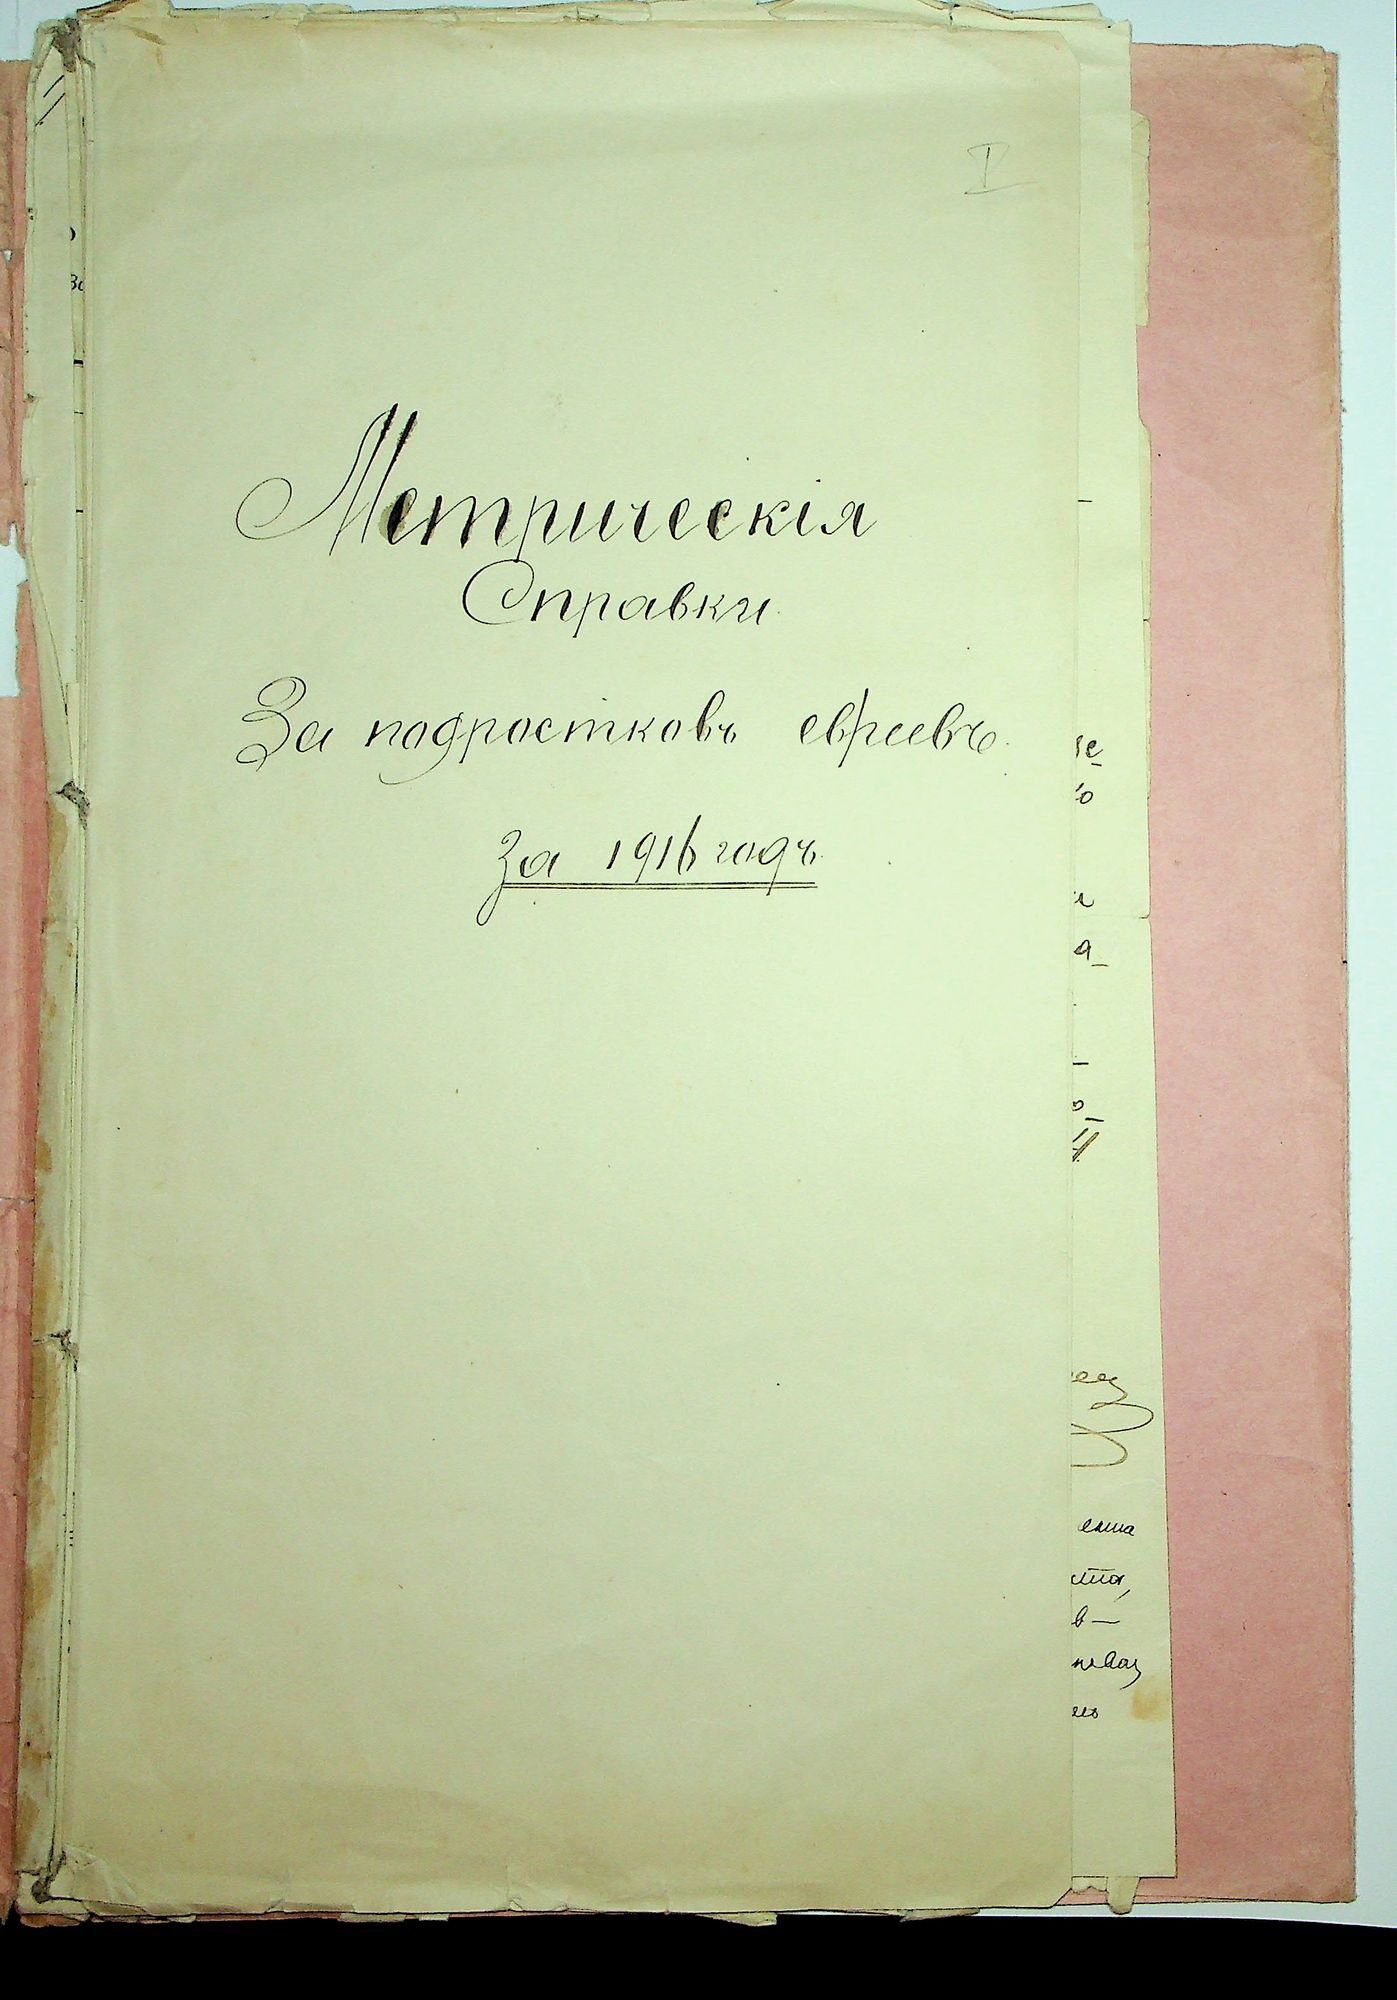 I
Метрическія
Справки
За подростковъ евреевъ.
за 1916 годъ.